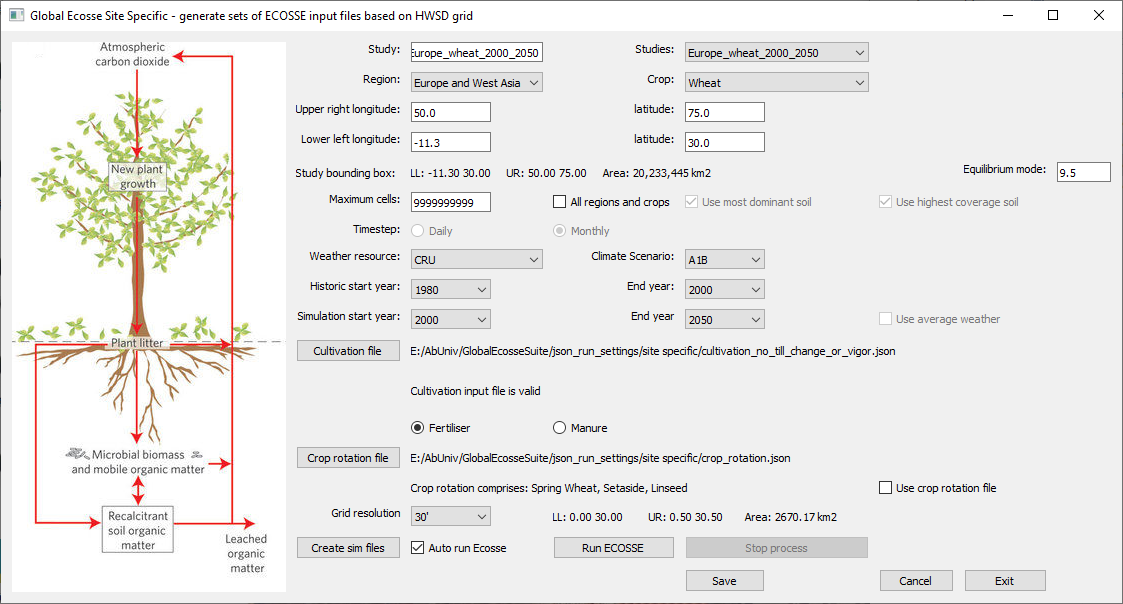 Global Ecosse Site Specific - generate sets of ECOSSE input files based on HWSD grid
Atmospheric
carbon dioxide
New plant
growth
Plant litter
Microbial biomass
and mobile organic matter
Recalcitrant
soil organic
matter
Leached
organic
matter
Study: Europe_wheat_2000_2050 Studies: Europe_wheat_2000_2050
Region: Europe and West Asia Crop: Wheat
Upper right longitude: 50.0 latitude: 75.0
Lower left longitude: -11.3 latitude: 30.0
Study bounding box: LL: -11.30 30.00 UR: 50.00 75.00 Area: 20,233,445 km2 Equilibrium mode: 9.5
Maximum cells: 9999999999 All regions and crops Use most dominant soil Use highest coverage soil
Timestep: Daily Monthly
Weather resource: CRU Climate Scenario: A1B
Historic start year: 1980 End year: 2000
Simulation start year: 2000 End year 2050 Use average weather
Cultivation file E:/AbUniv/GlobalEcosseSuite/json_run_settings/site specific/cultivation_no_till_change_or_vigor.json
Cultivation input file is valid
Fertiliser Manure
Crop rotation file E:/AbUniv/GlobalEcosseSuite/json_run_settings/site specific/crop_rotation.json
Crop rotation comprises: Spring Wheat, Setaside, Linseed Use crop rotation file
Grid resolution 30' LL: 0.00 30.00 UR: 0.50 30.50 Area: 2670.17 km2
Create sim files Auto run Ecosse Run ECOSSE Stop process
Save Cancel Exit